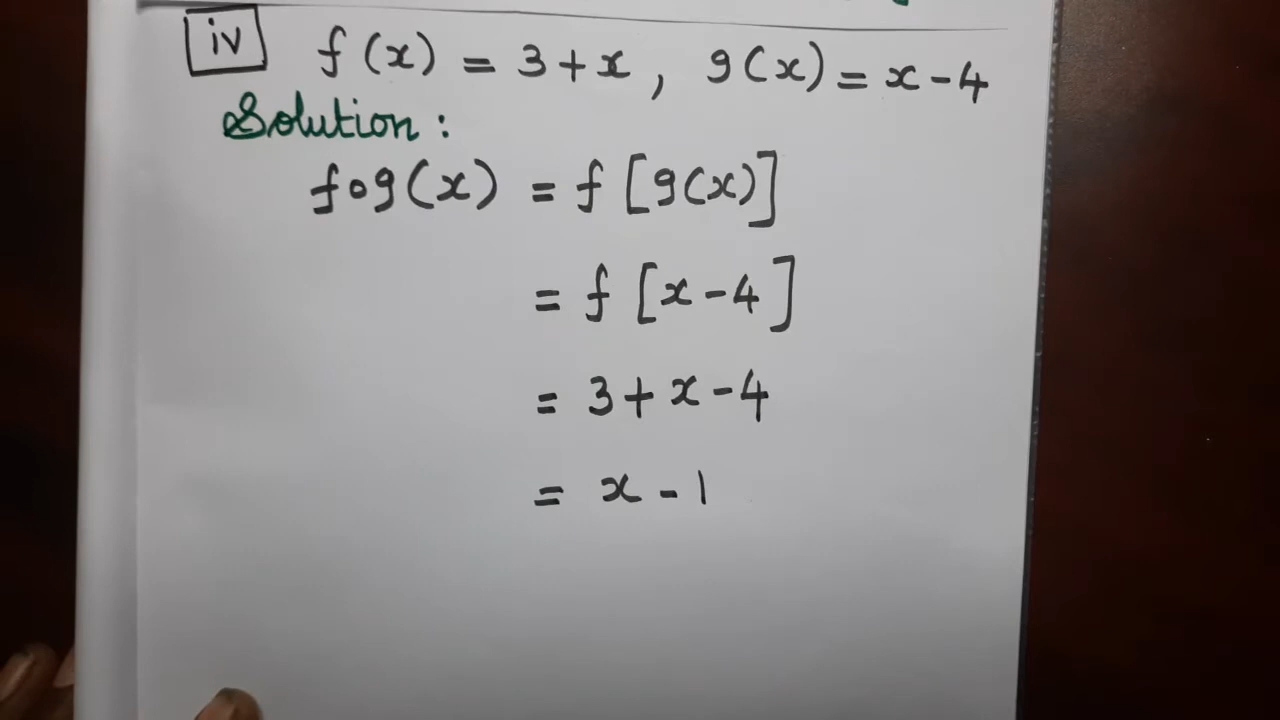 iv f(x) = 3+x, g(x) = x-4
Solution:
fog(x) = f[g(x)]
= f[x-4]
= 3+x-4
= x-1